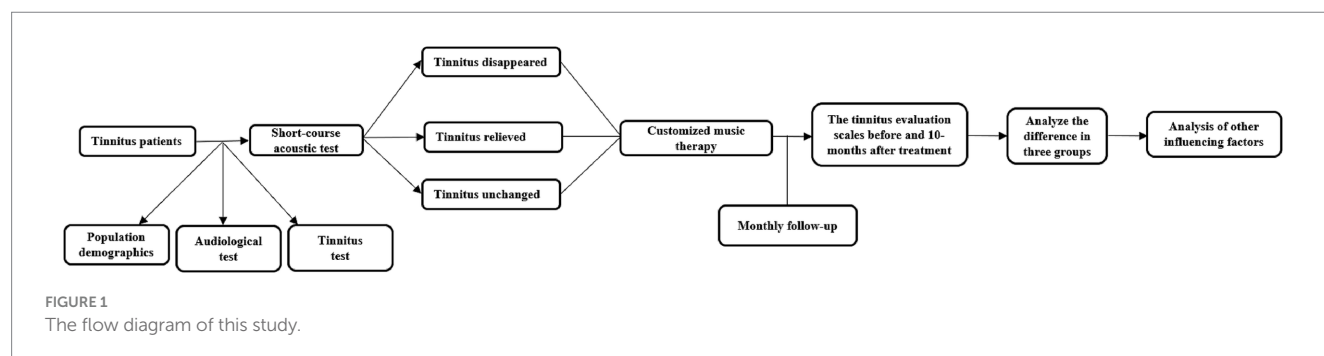 Tinnitus patients
Population
demographics
Audiological
test
Tinnitus
test
Short-course
acoustic test
Tinnitus disappeared
Tinnitus relieved
Tinnitus unchanged
Customized music
therapy
Monthly follow-up
The tinnitus evaluation
scales before and 10-
months after treatment
Analyze the
difference in
three groups
Analysis of other
influencing factors
FIGURE 1
The flow diagram of this study.